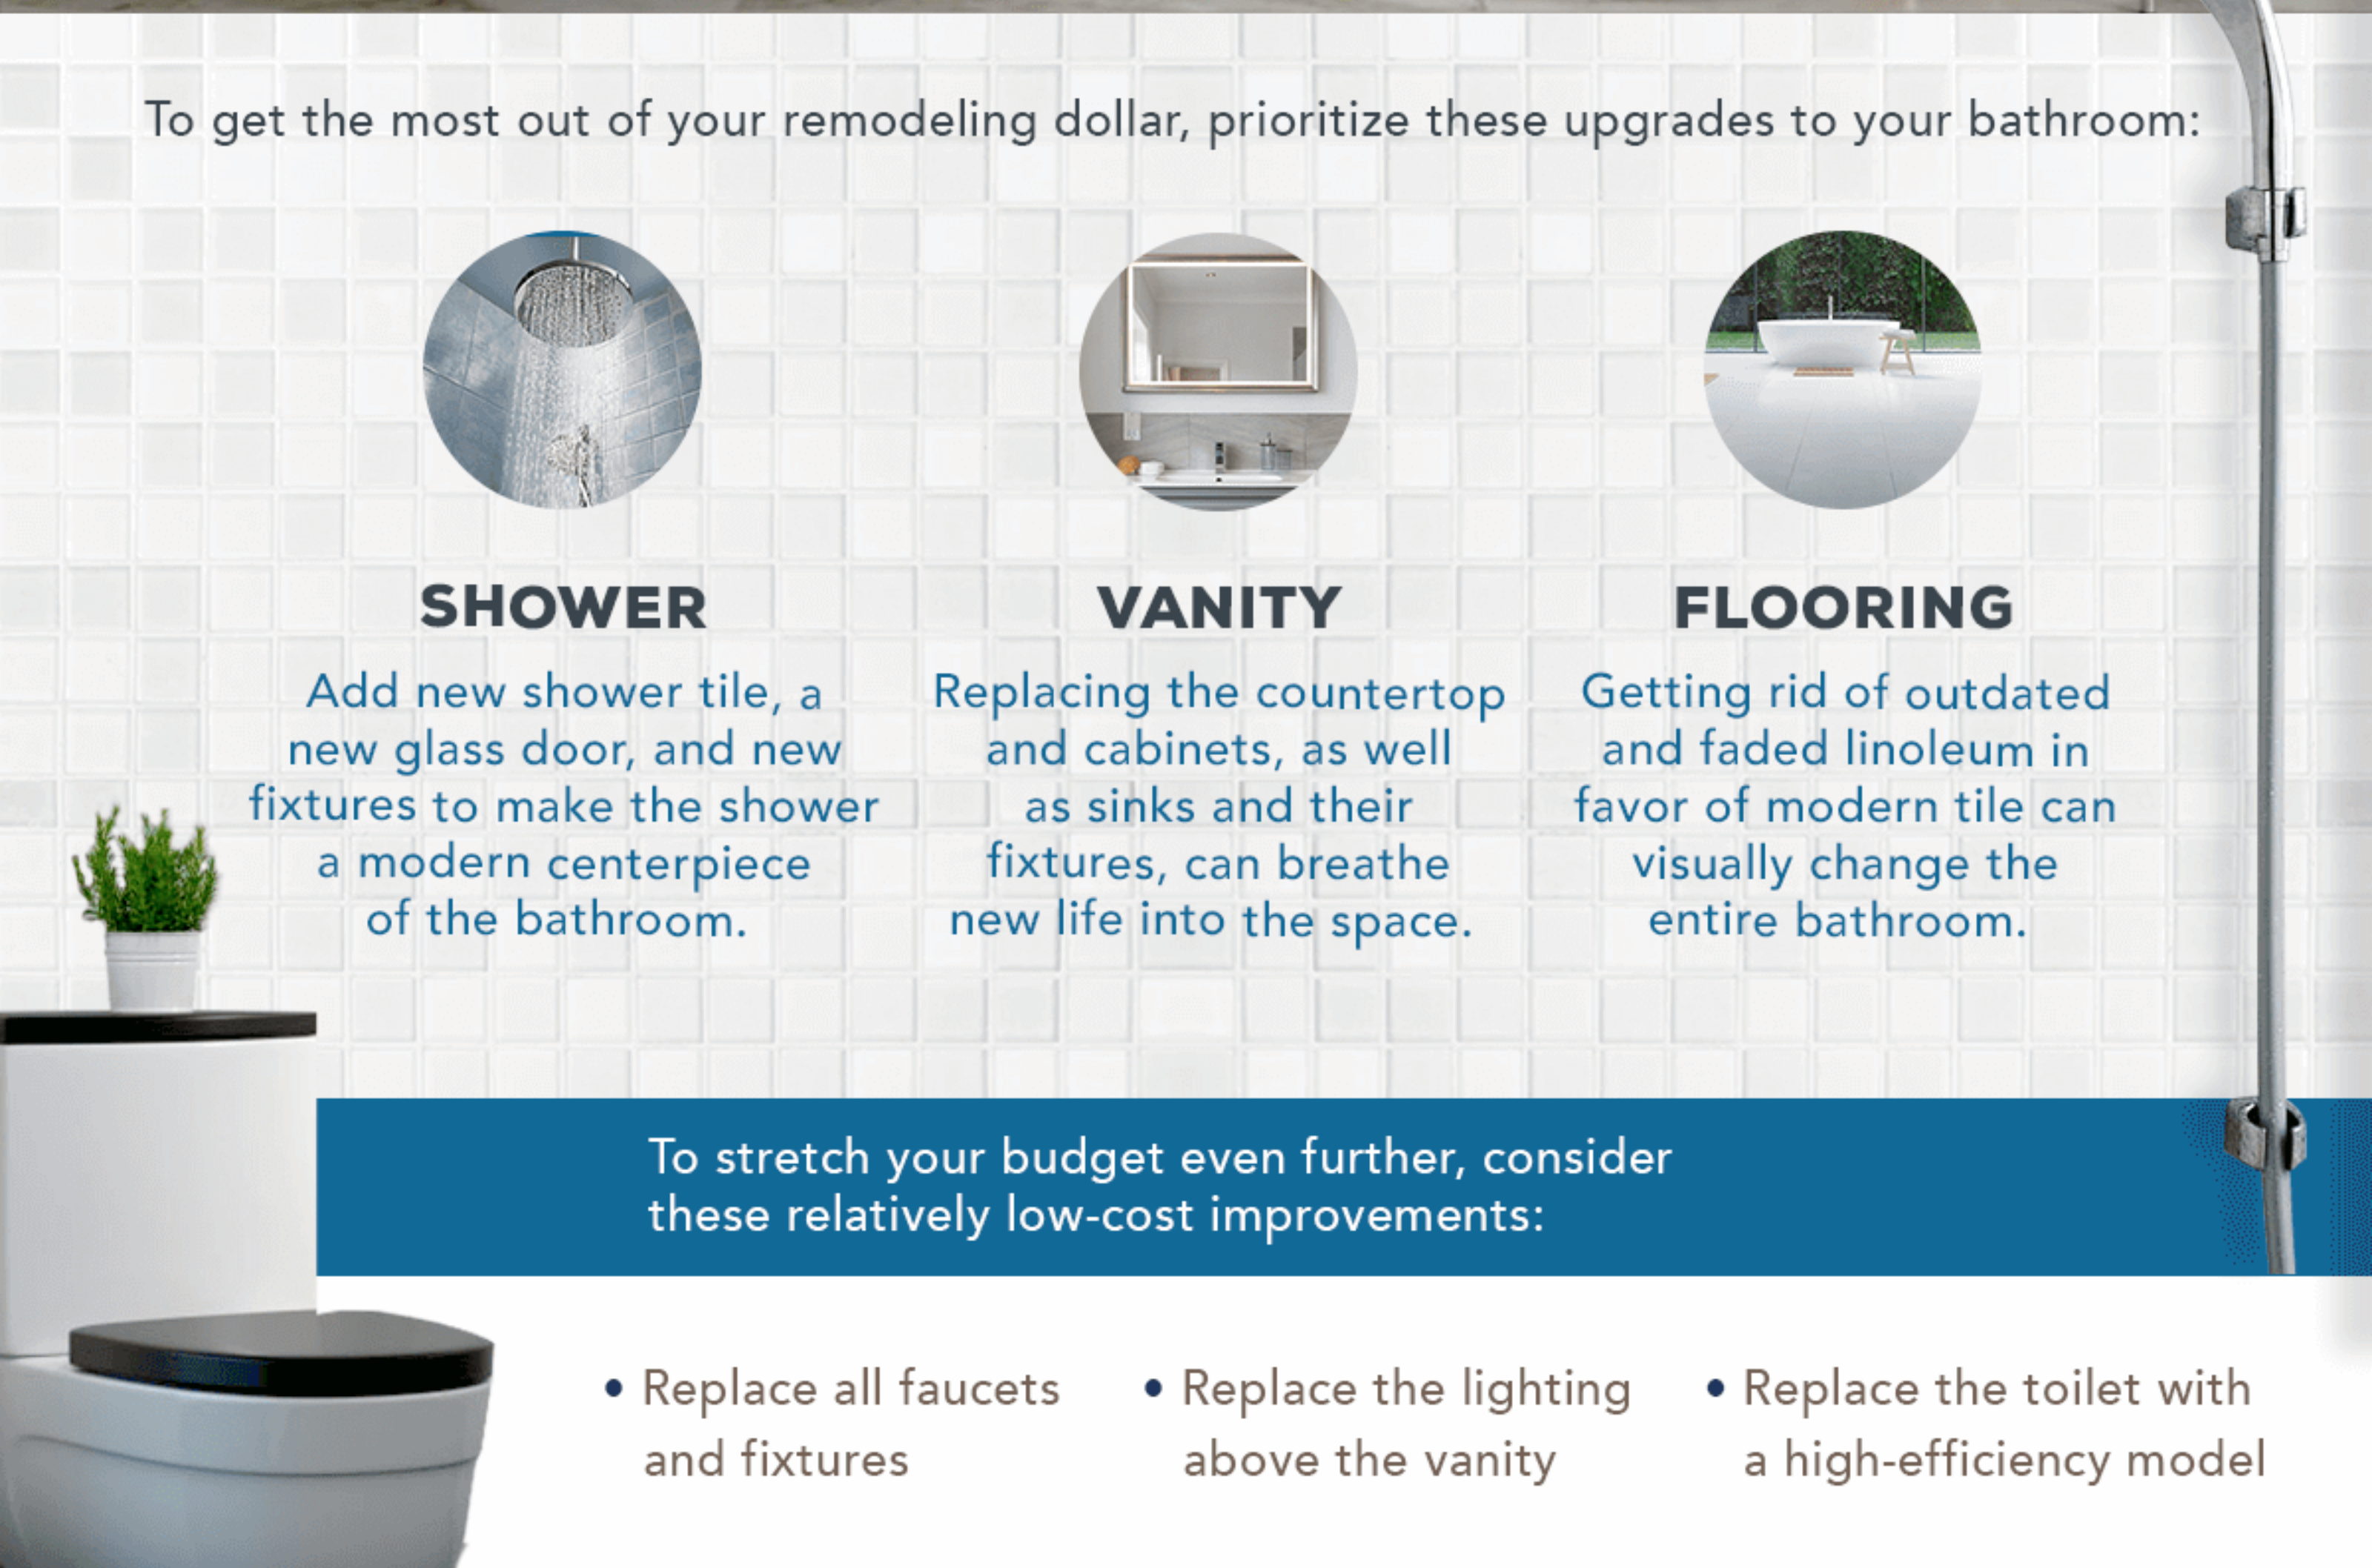 To get the most out of your remodeling dollar, prioritize these upgrades to your bathroom:
SHOWER
Add new shower tile, a
new glass door, and new
fixtures to make the shower
a modern centerpiece
of the bathroom.
VANITY
Replacing the countertop
and cabinets, as well
as sinks and their
fixtures, can breathe
new life into the space.
FLOORING
Getting rid of outdated
and faded linoleum in
favor of modern tile can
visually change the
entire bathroom.
To stretch your budget even further, consider
these relatively low-cost improvements:
• Replace all faucets
and fixtures
• Replace the lighting
above the vanity
• Replace the toilet with
a high-efficiency model